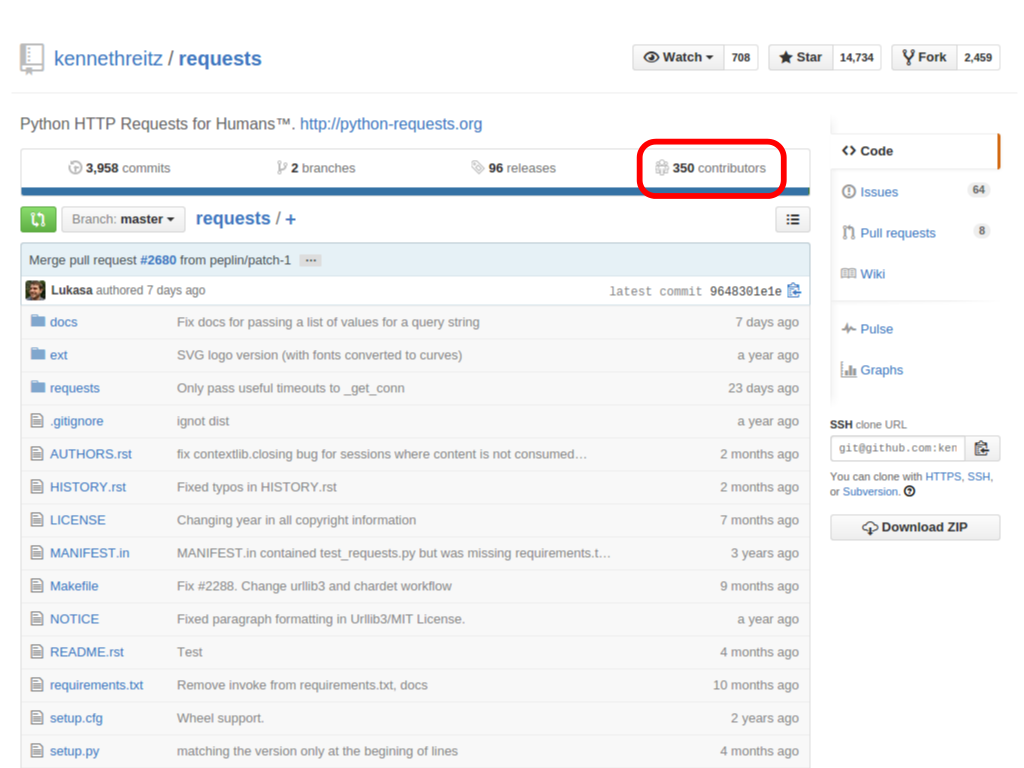 kennethreitz / requests
Watch 708 Star 14,734 Fork 2,459
Python HTTP Requests for Humans™. http://python-requests.org
3,958 commits 2 branches 96 releases 350 contributors
Branch: master requests / +
Merge pull request #2680 from peplin/patch-1 ...
Lukasa authored 7 days ago latest commit 9648301e1e
docs Fix docs for passing a list of values for a query string 7 days ago
ext SVG logo version (with fonts converted to curves) a year ago
requests Only pass useful timeouts to _get_conn 23 days ago
.gitignore ignot dist a year ago
AUTHORS.rst fix contextlib.closing bug for sessions where content is not consumed… 2 months ago
HISTORY.rst Fixed typos in HISTORY.rst 2 months ago
LICENSE Changing year in all copyright information 7 months ago
MANIFEST.in MANIFEST.in contained test_requests.py but was missing requirements.t… 3 years ago
Makefile Fix #2288. Change urllib3 and chardet workflow 9 months ago
NOTICE Fixed paragraph formatting in Urllib3/MIT License. a year ago
README.rst Test 4 months ago
requirements.txt Remove invoke from requirements.txt, docs 10 months ago
setup.cfg Wheel support. 2 years ago
setup.py matching the version only at the begining of lines 4 months ago
Code
Issues 64
Pull requests 8
Wiki
Pulse
Graphs
SSH clone URL
git@github.com:ken
You can clone with HTTPS, SSH,
or Subversion.
Download ZIP